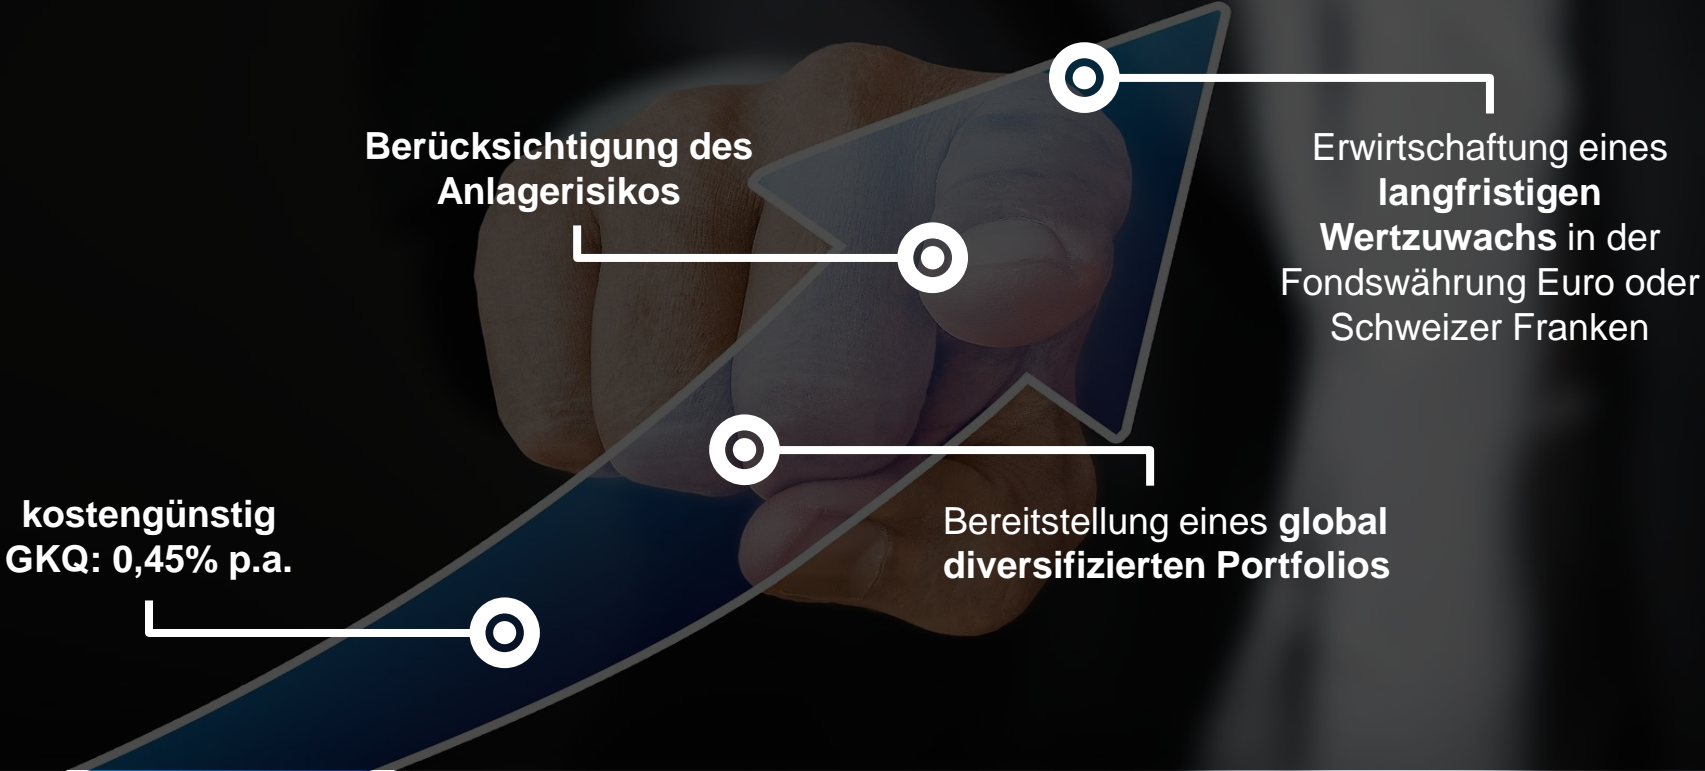 Berücksichtigung des
Anlagerisikos
Erwirtschaftung eines
langfristigen
Wertzuwachs in der
Fondswährung Euro oder
Schweizer Franken
kostengünstig
GKQ: 0,45% p.a.
Bereitstellung eines global
diversifizierten Portfolios